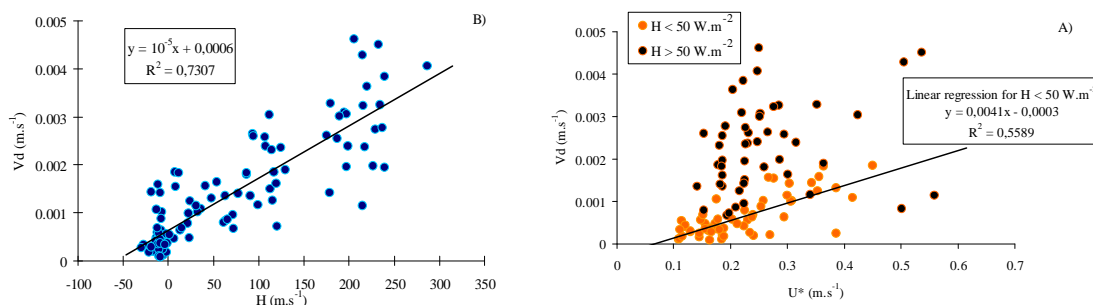 B)
y = 10⁻⁵x + 0,0006
R² = 0,7307
0.005
0.004
0.003
0.002
0.001
0
Vd (m.s⁻¹)
-100 -50 0 50 100 150 200 250 300 350
H (m.s⁻¹)
A)
H < 50 W.m⁻²
H > 50 W.m⁻²
Linear regression for H < 50 W.m⁻²
y = 0,0041x - 0,0003
R² = 0,5589
0.005
0.004
0.003
0.002
0.001
0
Vd (m.s⁻¹)
0 0.1 0.2 0.3 0.4 0.5 0.6 0.7
U* (m.s⁻¹)